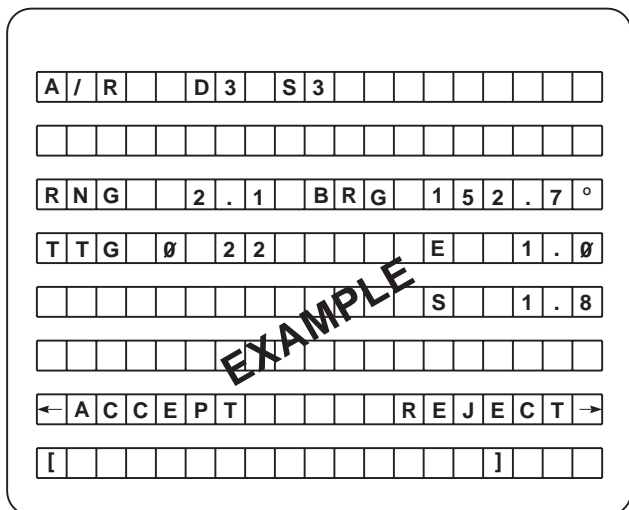 A/R D3 S3
RNG 2.1 BRG 152.7°
TTG Ø 22 E 1.Ø
S 1.8
EXAMPLE
←ACCEPT REJECT→
[ ]